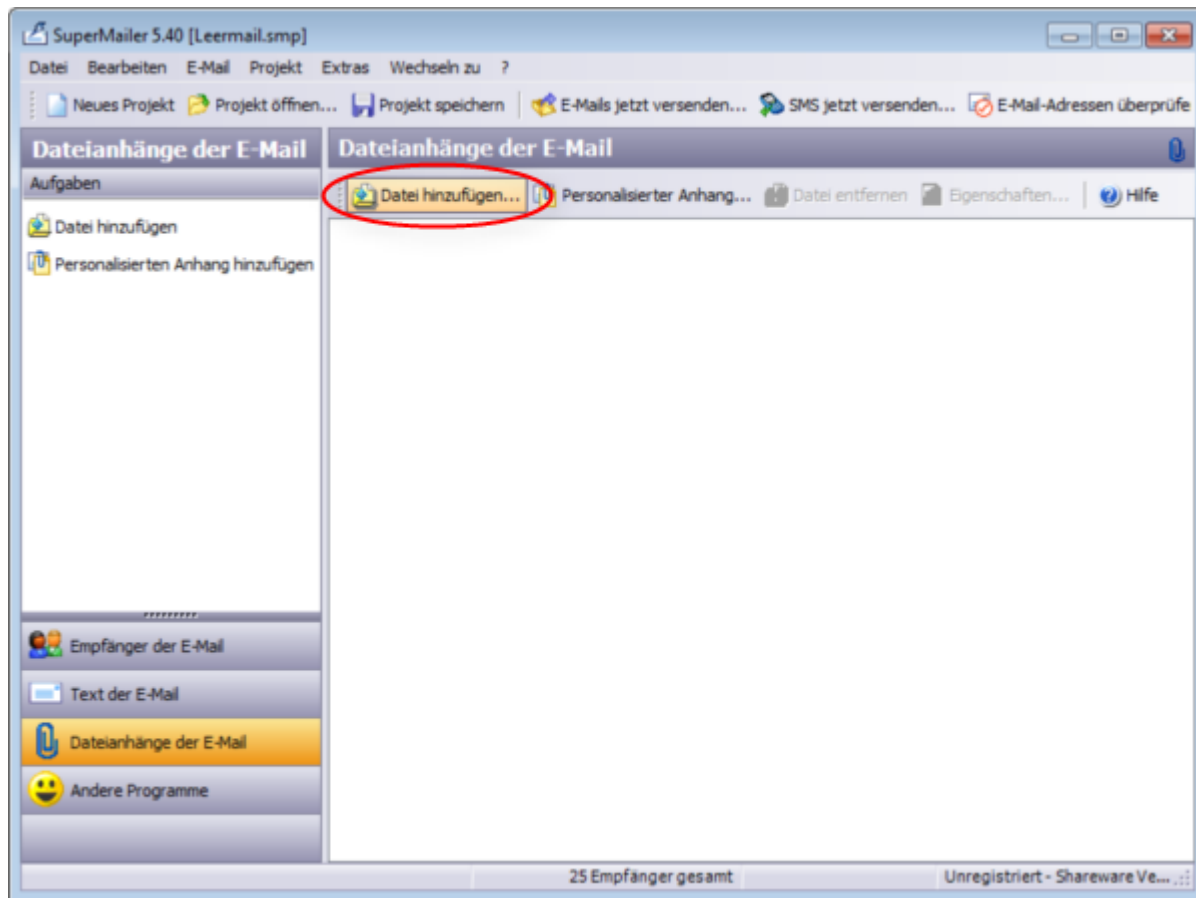 SuperMailer 5.40 [Leermail.smp]
Datei Bearbeiten E-Mail Projekt Extras Wechseln zu ?
Neues Projekt Projekt öffnen... Projekt speichern E-Mails jetzt versenden... SMS jetzt versenden... E-Mail-Adressen überprüfe
Dateianhänge der E-Mail
Aufgaben
Datei hinzufügen
Personalisierten Anhang hinzufügen
Dateianhänge der E-Mail
Datei hinzufügen... Personalisierter Anhang... Datei entfernen Eigenschaften... Hilfe
Empfänger der E-Mail
Text der E-Mail
Dateianhänge der E-Mail
Andere Programme
25 Empfänger gesamt
Unregistriert - Shareware Ve...